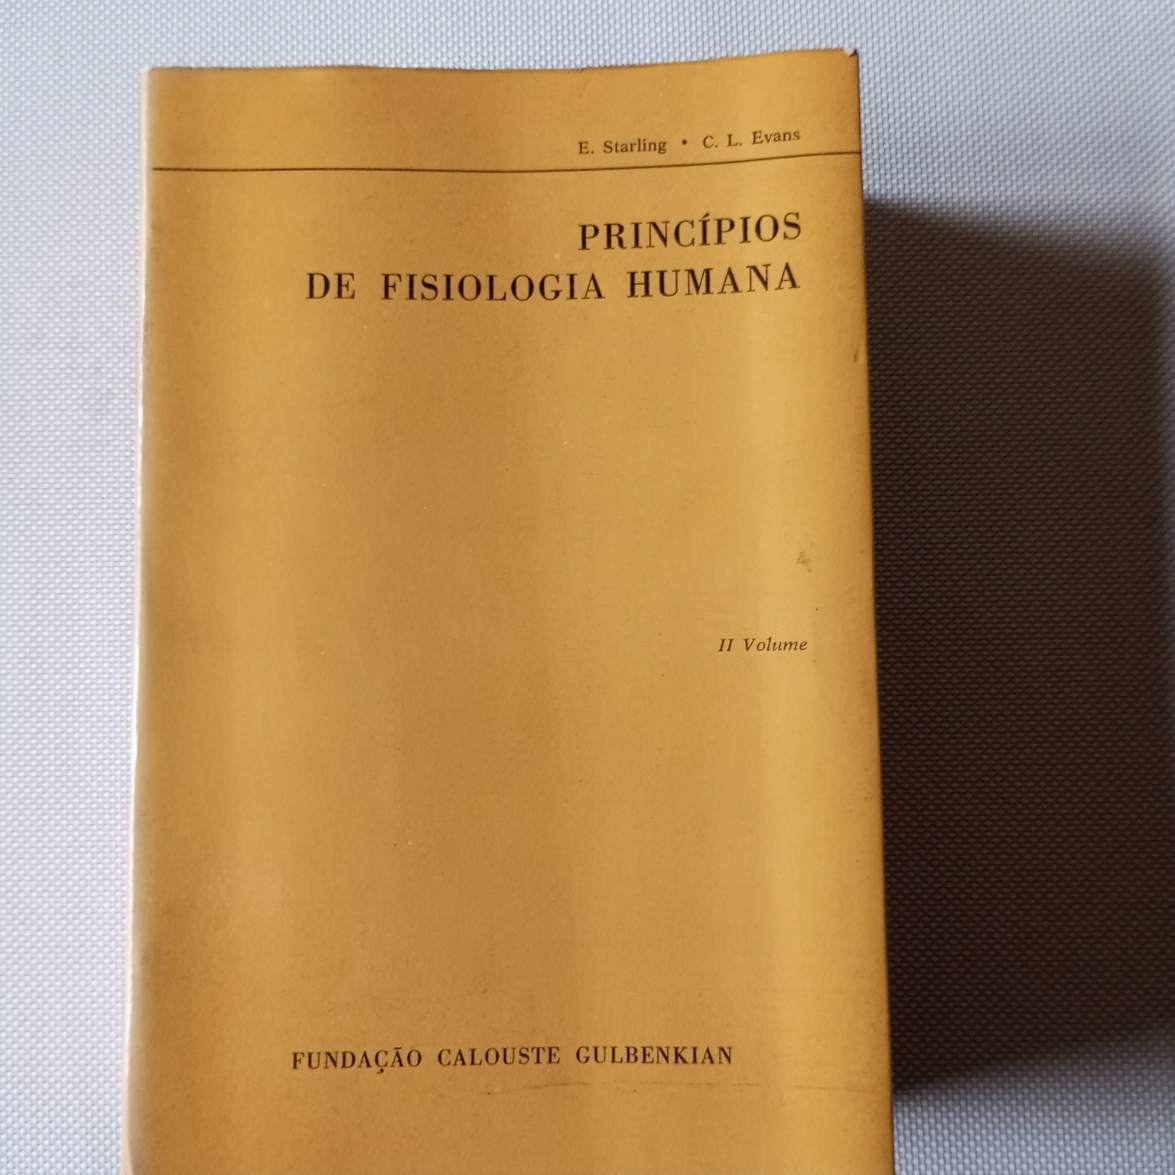 E. Starling • C. L. Evans
PRINCÍPIOS
DE FISIOLOGIA HUMANA
II Volume
FUNDAÇÃO CALOUSTE GULBENKIAN